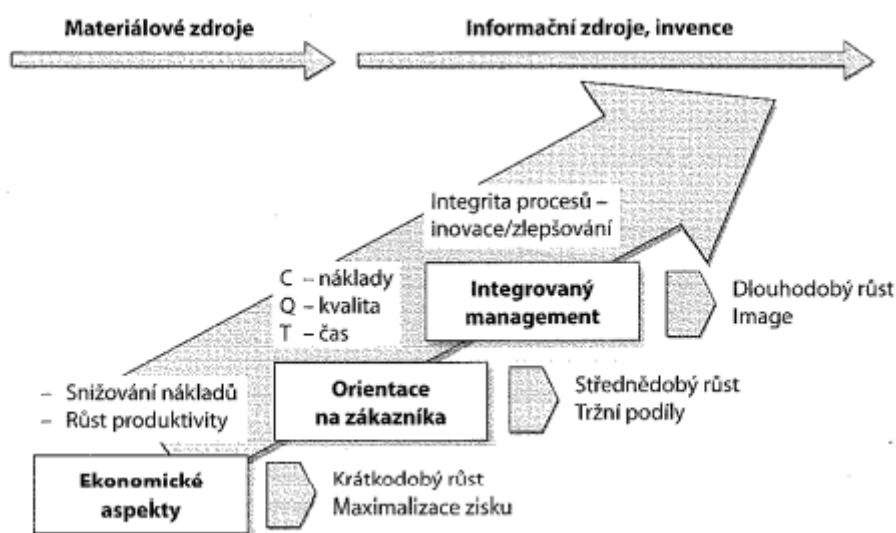 Materiálové zdroje
Informační zdroje, invence
Integrita procesů –
inovace/zlepšování
C – náklady
Q – kvalita
T – čas
Integrovaný
management
Dlouhodobý růst
Image
– Snižování nákladů
– Růst produktivity
Orientace
na zákazníka
Střednědobý růst
Tržní podíly
Ekonomické
aspekty
Krátkodobý růst
Maximalizace zisku